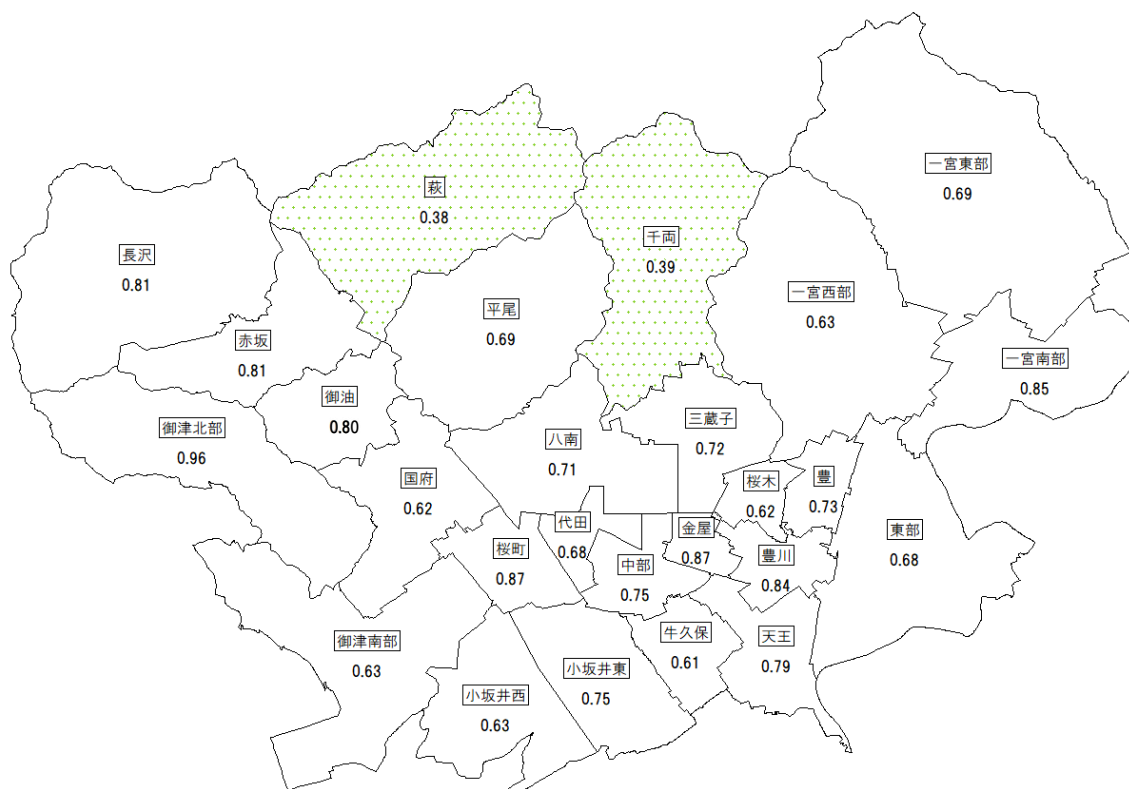 一宮東部
0.69
萩
0.38
千両
0.39
長沢
0.81
一宮西部
0.63
平尾
0.69
赤坂
0.81
一宮南部
0.85
御油
0.80
御津北部
0.96
三蔵子
0.72
八南
0.71
国府
0.62
桜木
0.62
豊
0.73
代田
0.68
金屋
0.87
東部
0.68
桜町
0.87
中部
0.75
豊川
0.84
御津南部
0.63
牛久保
0.61
天王
0.79
小坂井西
0.63
小坂井東
0.75